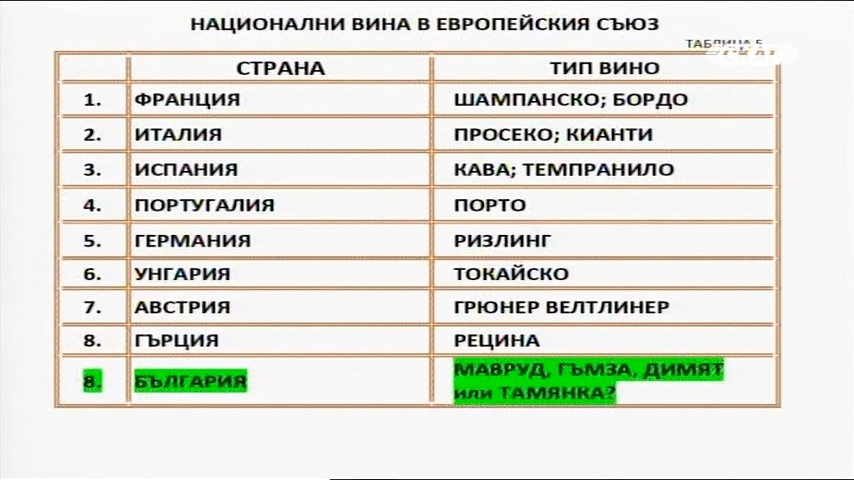 НАЦИОНАЛНИ ВИНА В ЕВРОПЕЙСКИЯ СЪЮЗ
ТАБЛИЦА 5
СТРАНА ТИП ВИНО
1. ФРАНЦИЯ ШАМПАНСКО; БОРДО
2. ИТАЛИЯ ПРОСЕКО; КИАНТИ
3. ИСПАНИЯ КАВА; ТЕМПРАНИЛО
4. ПОРТУГАЛИЯ ПОРТО
5. ГЕРМАНИЯ РИЗЛИНГ
6. УНГАРИЯ ТОКАЙСКО
7. АВСТРИЯ ГРЮНЕР ВЕЛТЛИНЕР
8. ГЪРЦИЯ РЕЦИНА
8. БЪЛГАРИЯ МАВРУД, ГЪМЗА, ДИМЯТ
или ТАМЯНКА?